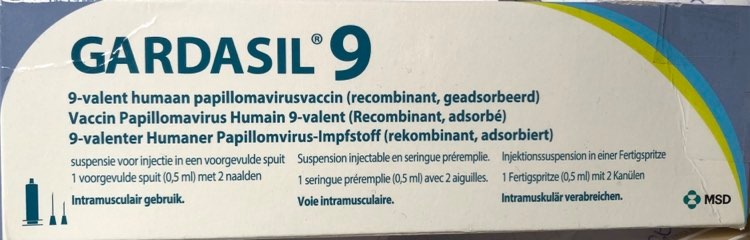 GARDASIL® 9
9-valent humaan papillomavirusvaccin (recombinant, geadsorbeerd)
Vaccin Papillomavirus Humain 9-valent (Recombinant, adsorbé)
9-valenter Humaner Papillomvirus-Impfstoff (rekombinant, adsorbiert)
suspensie voor injectie in een voorgevulde spuit
1 voorgevulde spuit (0,5 ml) met 2 naalden
Intramusculair gebruik.
Suspension injectable en seringue préremplie.
1 seringue préremplie (0,5 ml) avec 2 aiguilles.
Voie intramusculaire.
Injektionssuspension in einer Fertigspritze
1 Fertigspritze (0,5 ml) mit 2 Kanülen
Intramuskulär verabreichen.
MSD